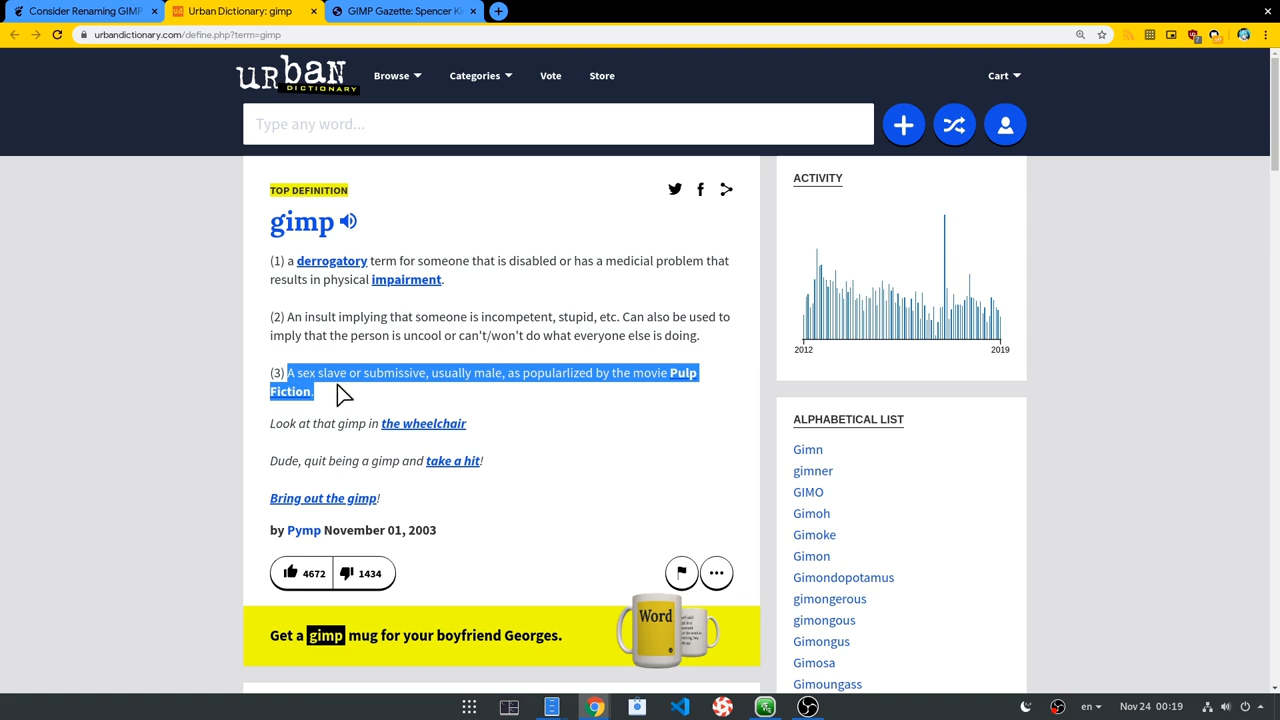 Consider Renaming GIMP
Urban Dictionary: gimp
GIMP Gazette: Spencer Ki
urbandictionary.com/define.php?term=gimp
urban
DICTIONARY
Browse
Categories
Vote
Store
Cart
Type any word...
TOP DEFINITION
gimp
(1) a derrogatory term for someone that is disabled or has a medicial problem that
results in physical impairment.
(2) An insult implying that someone is incompetent, stupid, etc. Can also be used to
imply that the person is uncool or can't/won't do what everyone else is doing.
(3) A sex slave or submissive, usually male, as popularlized by the movie Pulp
Fiction.
Look at that gimp in the wheelchair
Dude, quit being a gimp and take a hit!
Bring out the gimp!
by Pymp November 01, 2003
4672
1434
Get a gimp mug for your boyfriend Georges.
Word
ACTIVITY
2012
2019
ALPHABETICAL LIST
Gimn
gimner
GIMO
Gimoh
Gimoke
Gimon
Gimondopotamus
gimongerous
gimongous
Gimongus
Gimosa
Gimoungass
en
Nov 24 00:19